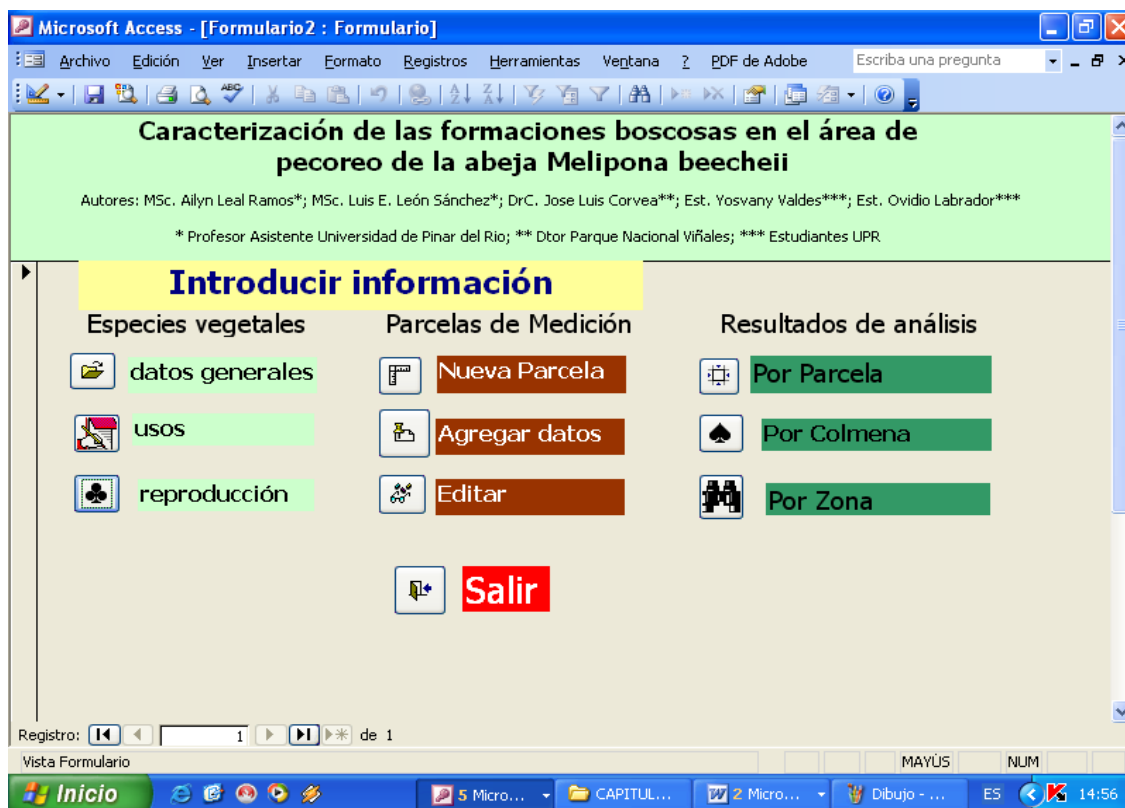 Microsoft Access - [Formulario2 : Formulario]
Archivo Edición Ver Insertar Formato Registros Herramientas Ventana ? PDF de Adobe Escriba una pregunta
Caracterización de las formaciones boscosas en el área de
pecoreo de la abeja Melipona beecheii
Autores: MSc. Ailyn Leal Ramos*; MSc. Luis E. León Sánchez*; DrC. Jose Luis Corvea**; Est. Yosvany Valdes***; Est. Ovidio Labrador***
* Profesor Asistente Universidad de Pinar del Rio; ** Dtor Parque Nacional Viñales; *** Estudiantes UPR
Introducir información
Especies vegetales Parcelas de Medición Resultados de análisis
datos generales Nueva Parcela Por Parcela
usos Agregar datos Por Colmena
reproducción Editar Por Zona
Salir
Registro: 1 de 1
Vista Formulario MAYÚS NUM
Inicio 5 Micro... CAPITUL... 2 Micro... Dibujo - ... ES 14:56